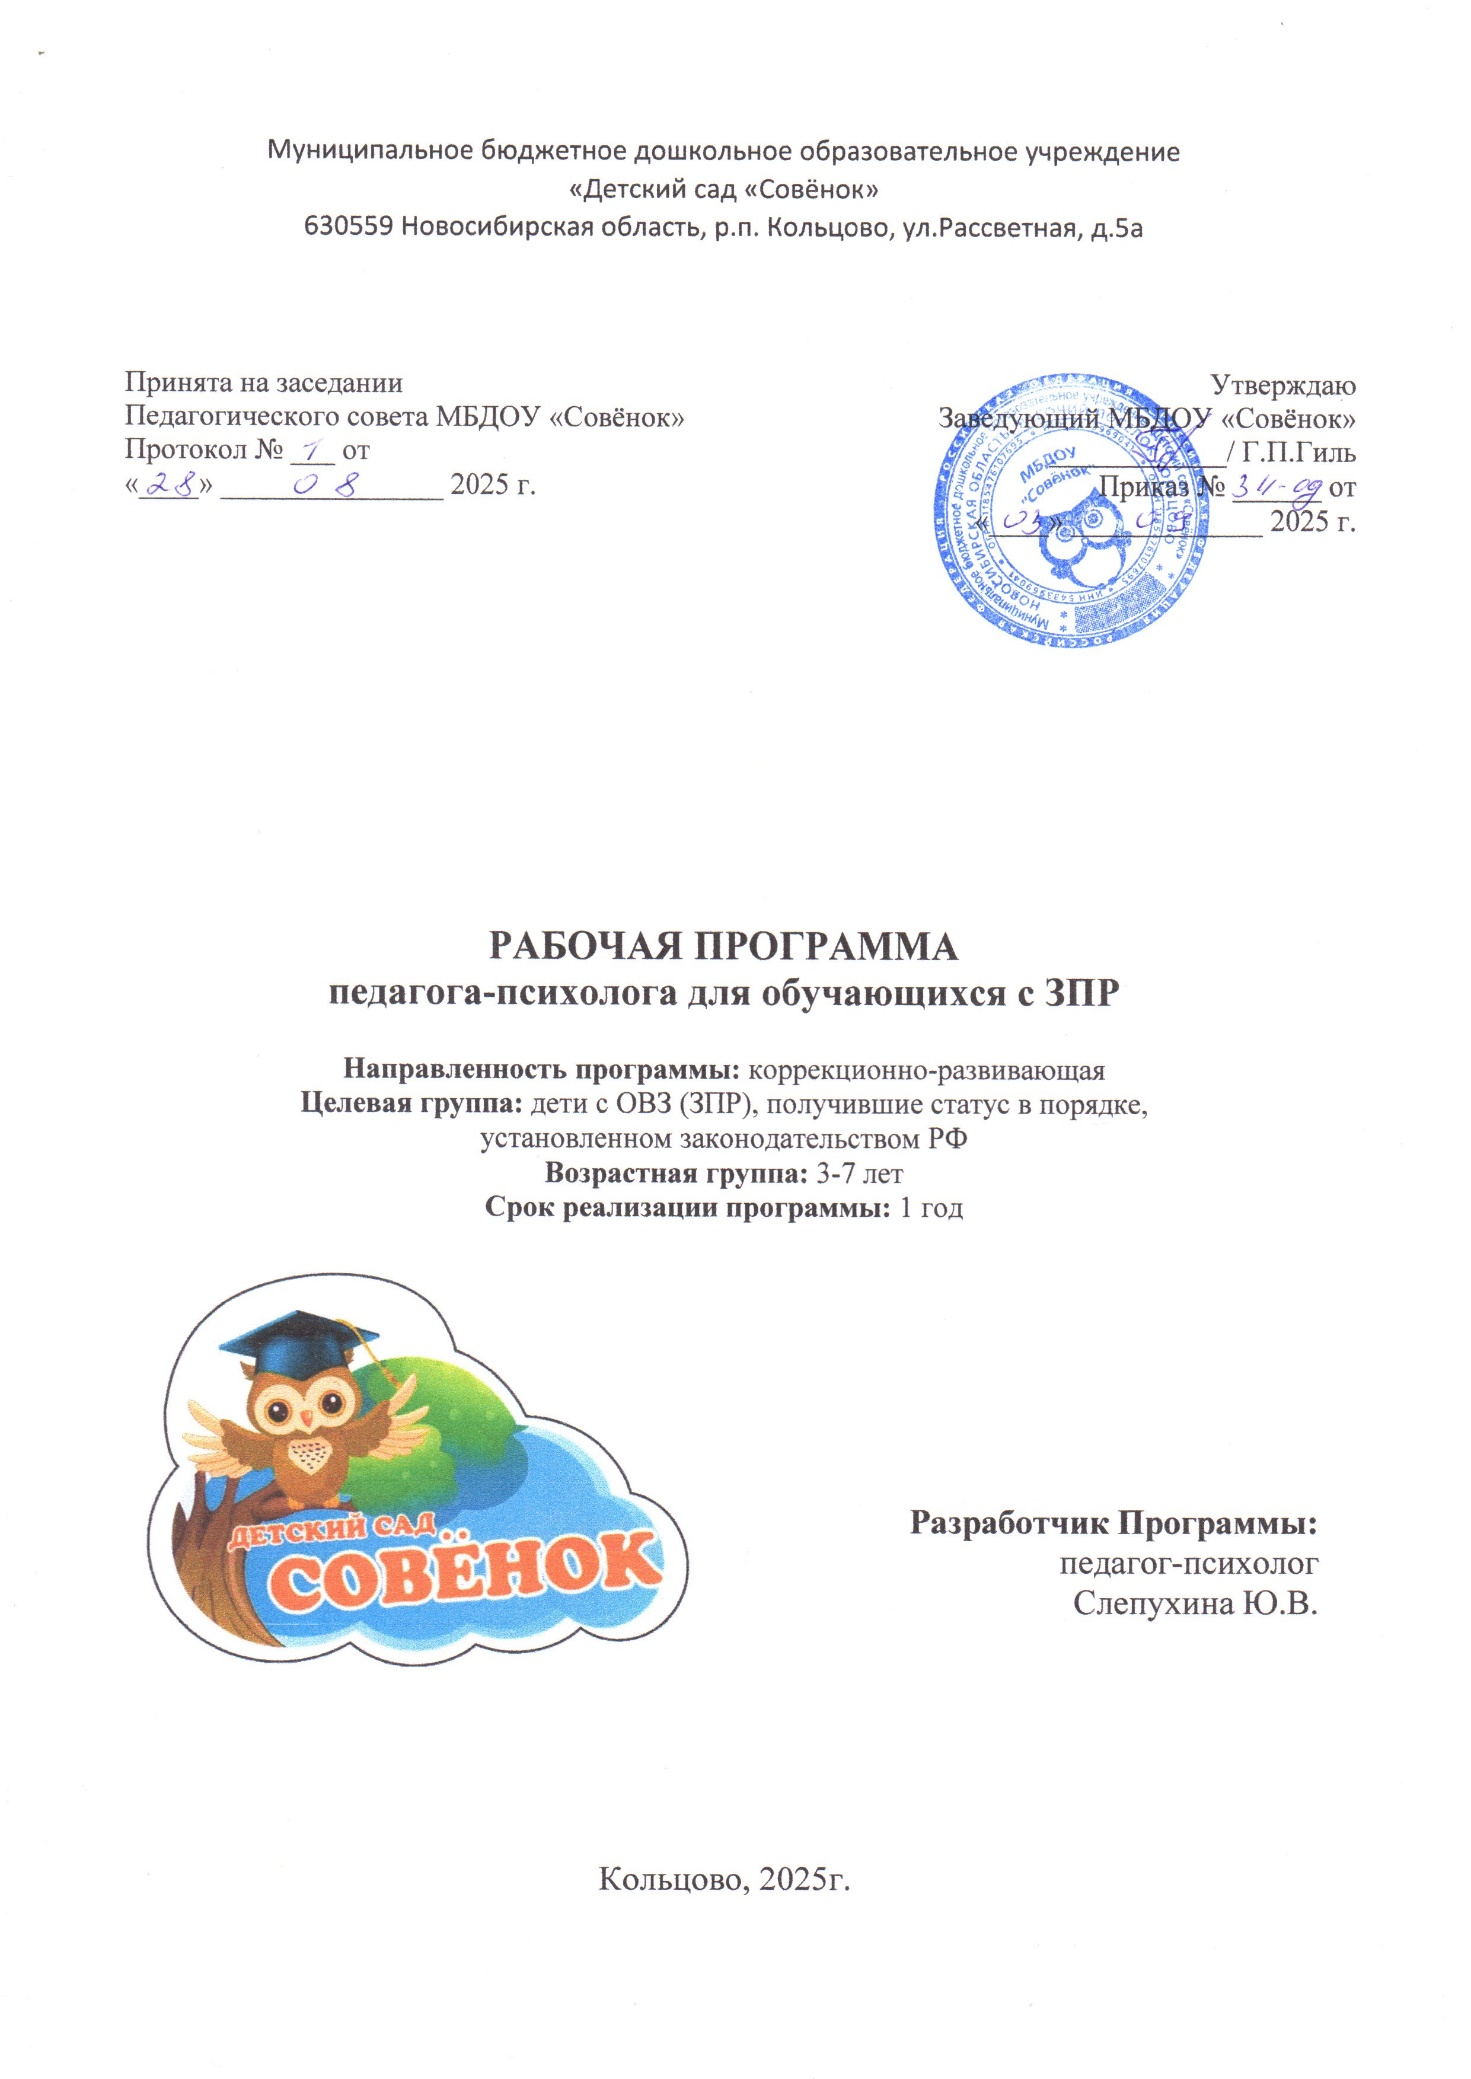 Муниципальное бюджетное дошкольное образовательное учреждение
«Детский сад «Совёнок»
630559 Новосибирская область, р.п. Кольцово, ул.Рассветная, д.5а
Принята на заседании
Педагогического совета МБДОУ «Совёнок»
Протокол № 1 от
«28» 08 2025 г.
Утверждаю
Заведующий МБДОУ «Совёнок»
/ Г.П.Гиль
Приказ № 34-од от
«03» 09 2025 г.
МБДОУ
"Совёнок"
РАБОЧАЯ ПРОГРАММА
педагога-психолога для обучающихся с ЗПР
Направленность программы: коррекционно-развивающая
Целевая группа: дети с ОВЗ (ЗПР), получившие статус в порядке,
установленном законодательством РФ
Возрастная группа: 3-7 лет
Срок реализации программы: 1 год
ДЕТСКИЙ САД
СОВЁНОК
Разработчик Программы:
педагог-психолог
Слепухина Ю.В.
Кольцово, 2025г.